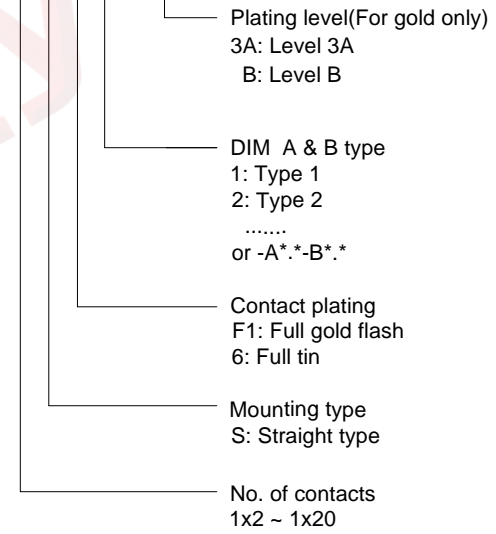 Plating level(For gold only)
3A: Level 3A
B: Level B
DIM A & B type
1: Type 1
2: Type 2
.......
or -A*.*-B*.*
Contact plating
F1: Full gold flash
6: Full tin
Mounting type
S: Straight type
No. of contacts
1x2 ~ 1x20